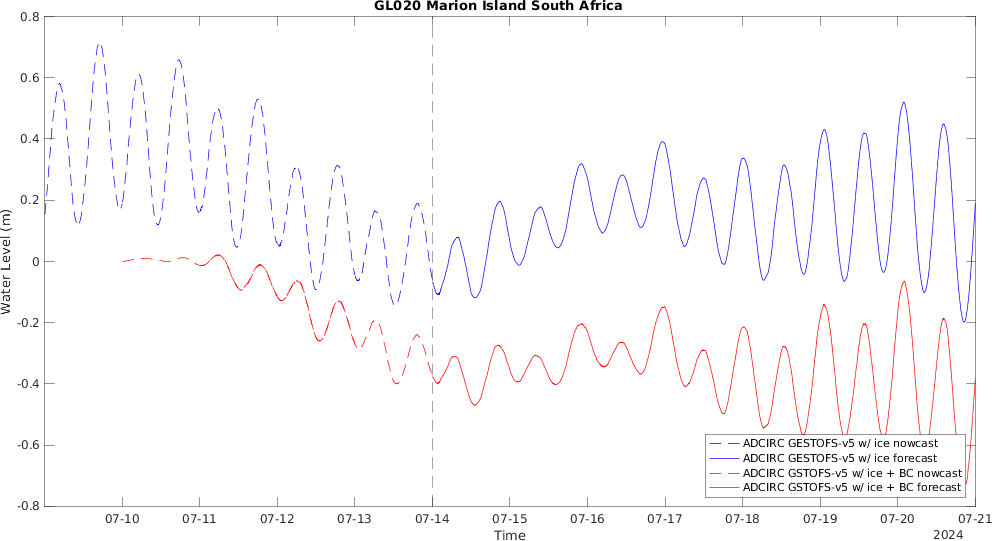 GL020 Marion Island South Africa
Water Level (m)
0.8
0.6
0.4
0.2
0
-0.2
-0.4
-0.6
-0.8
ADCIRC GESTOFS-v5 w/ ice nowcast
ADCIRC GESTOFS-v5 w/ ice forecast
ADCIRC GSTOFS-v5 w/ ice + BC nowcast
ADCIRC GSTOFS-v5 w/ ice + BC forecast
07-10 07-11 07-12 07-13 07-14 07-15 07-16 07-17 07-18 07-19 07-20 07-21
Time
2024